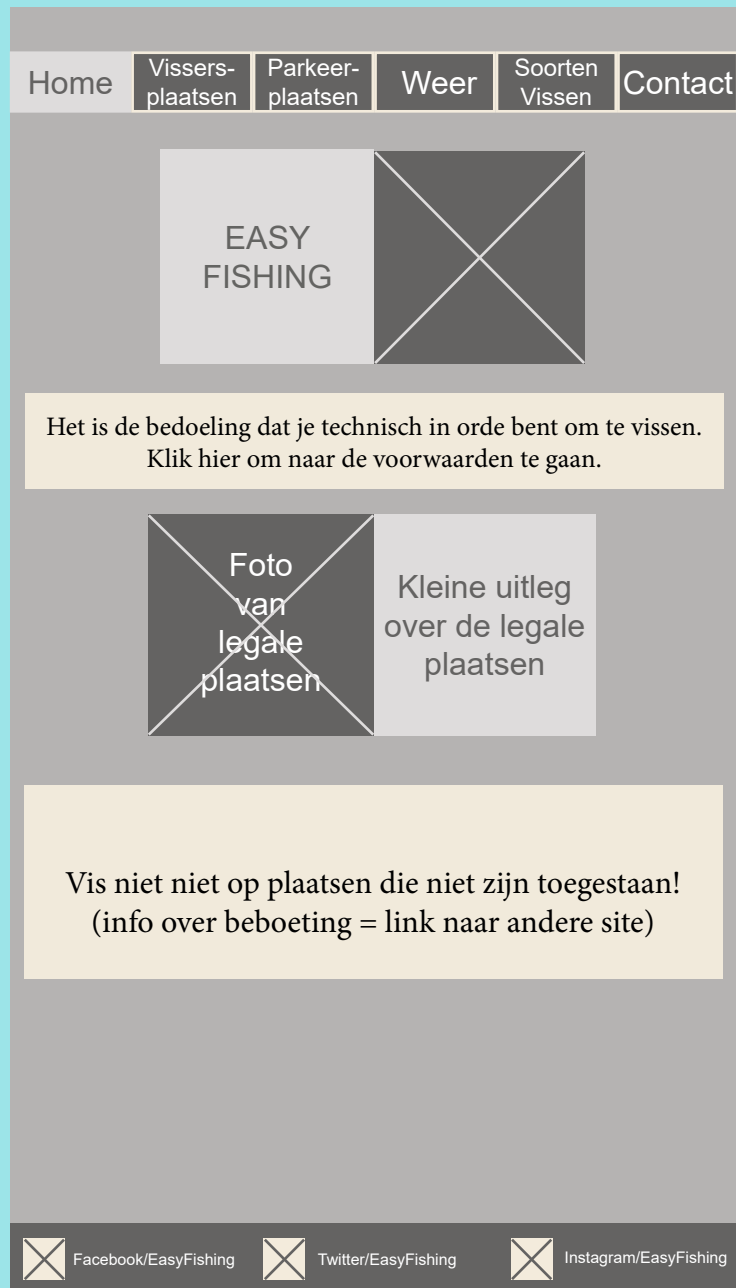 Home
Vissers-
plaatsen
Parkeer-
plaatsen
Weer
Soorten
Vissen
Contact
EASY
FISHING
Het is de bedoeling dat je technisch in orde bent om te vissen.
Klik hier om naar de voorwaarden te gaan.
Foto
van
legale
plaatsen
Kleine uitleg
over de legale
plaatsen
Vis niet niet op plaatsen die niet zijn toegestaan!
(info over beboeting = link naar andere site)
Facebook/EasyFishing
Twitter/EasyFishing
Instagram/EasyFishing